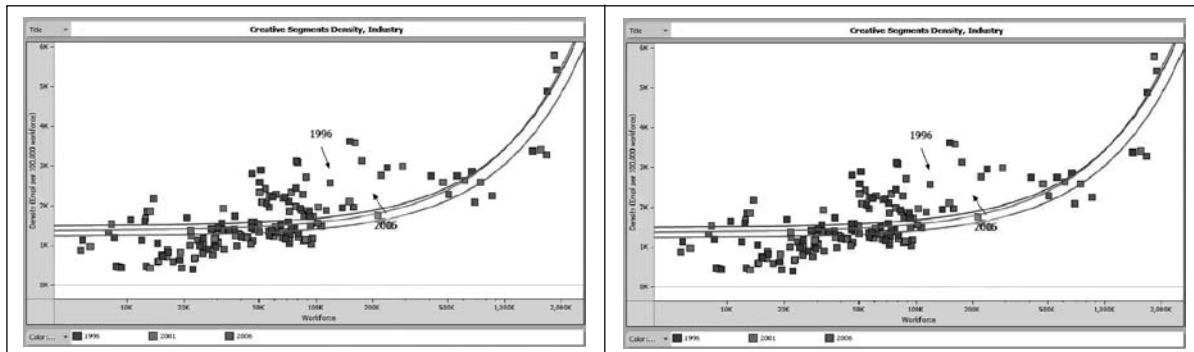 Title
Creative Segments Density, Industry
6K
5K
4K
3K
2K
1K
0K
Density (Empl per 100,000 workforce)
1996
2006
10K
20K
50K
100K
200K
500K
1,000K
2,000K
Workforce
Color:...
1996
2001
2006
Title
Creative Segments Density, Industry
6K
5K
4K
3K
2K
1K
0K
Density (Empl per 100,000 workforce)
1996
2006
10K
20K
50K
100K
200K
500K
1,000K
2,000K
Workforce
Color:...
1996
2001
2006